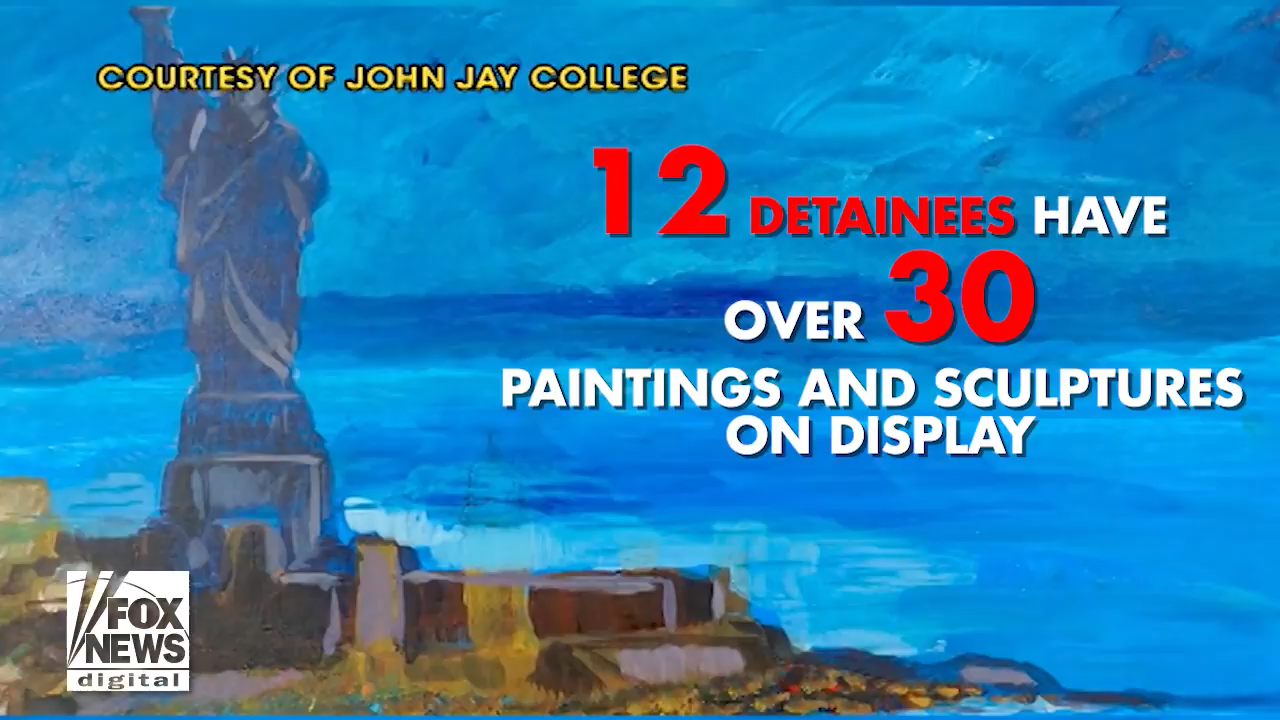 COURTESY OF JOHN JAY COLLEGE
12 DETAINEES HAVE
OVER 30
PAINTINGS AND SCULPTURES
ON DISPLAY
FOX
NEWS
digital